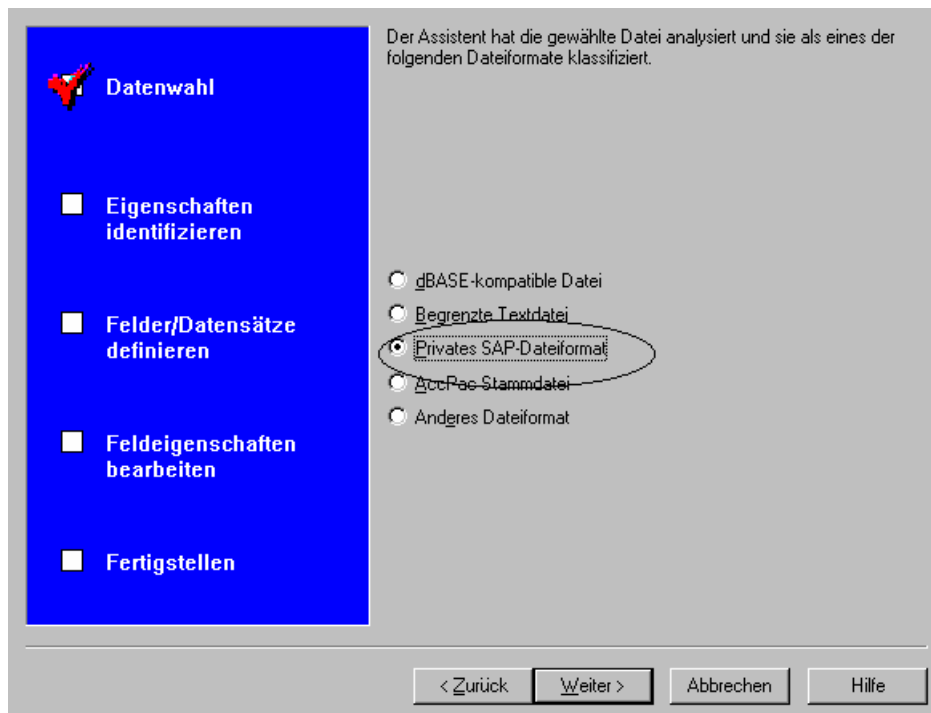 Der Assistent hat die gewählte Datei analysiert und sie als eines der
folgenden Dateiformate klassifiziert.
Datenwahl
Eigenschaften
identifizieren
Felder/Datensätze
definieren
Feldeigenschaften
bearbeiten
Fertigstellen
dBASE-kompatible Datei
Begrenzte Textdatei
Privates SAP-Dateiformat
AccPac Stammdatei
Anderes Dateiformat
< Zurück
Weiter >
Abbrechen
Hilfe